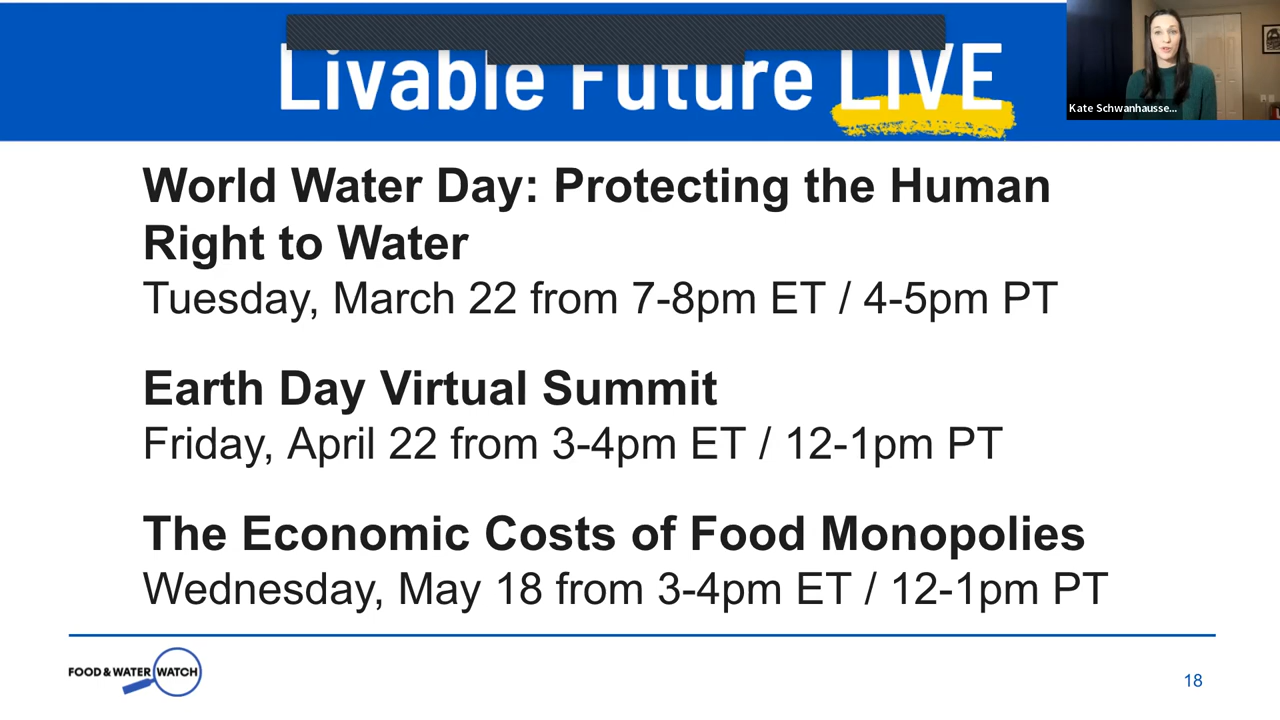 Livable Future LIVE
Kate Schwanhausse...
World Water Day: Protecting the Human
Right to Water
Tuesday, March 22 from 7-8pm ET / 4-5pm PT
Earth Day Virtual Summit
Friday, April 22 from 3-4pm ET / 12-1pm PT
The Economic Costs of Food Monopolies
Wednesday, May 18 from 3-4pm ET / 12-1pm PT
FOOD & WATER WATCH
18